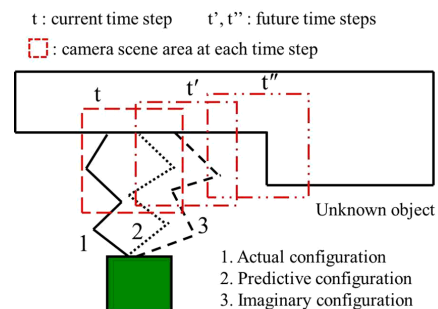 t : current time step t’, t’’ : future time steps
: camera scene area at each time step
t t′ t″
Unknown object
1 2 3
1. Actual configuration
2. Predictive configuration
3. Imaginary configuration